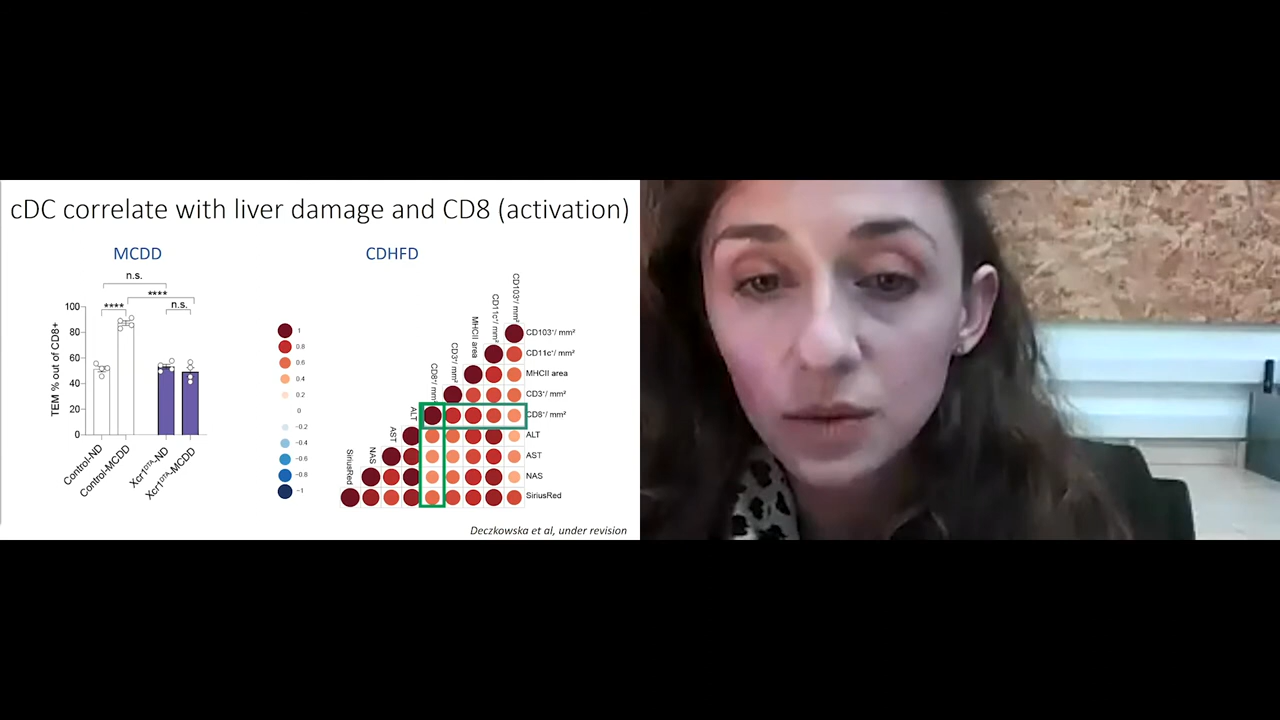 cDC correlate with liver damage and CD8 (activation)
MCDD
n.s.
****
****
n.s.
100
80
60
40
20
0
TEM % out of CD8+
Control-ND
Control-MCDD
Xcr1ᴰᵀᴬ-ND
Xcr1ᴰᵀᴬ-MCDD
CDHFD
1
0.8
0.6
0.4
0.2
0
−0.2
−0.4
−0.6
−0.8
−1
SiriusRed
NAS
AST
ALT
CD8⁺/ mm²
CD3⁺/ mm²
MHCII area
CD11c⁺/ mm²
CD103⁺/ mm²
CD103⁺/ mm²
CD11c⁺/ mm²
MHCII area
CD3⁺/ mm²
CD8⁺/ mm²
ALT
AST
NAS
SiriusRed
Deczkowska et al, under revision